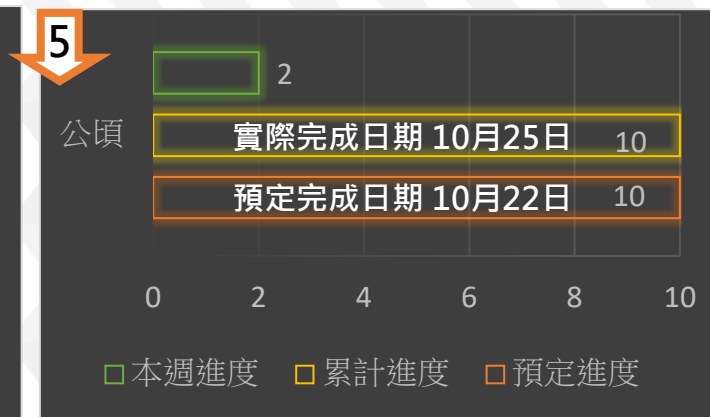 5
2
公頃
實際完成日期 10月25日 10
預定完成日期 10月22日 10
0 2 4 6 8 10
本週進度 累計進度 預定進度